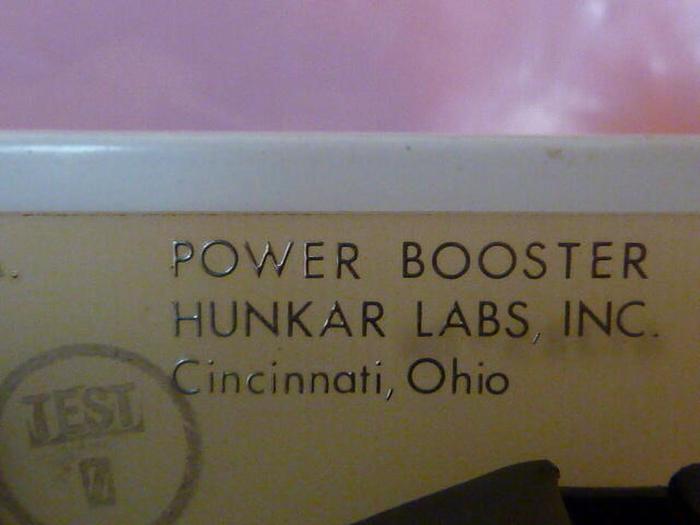 POWER BOOSTER
HUNKAR LABS, INC.
Cincinnati, Ohio
TEST